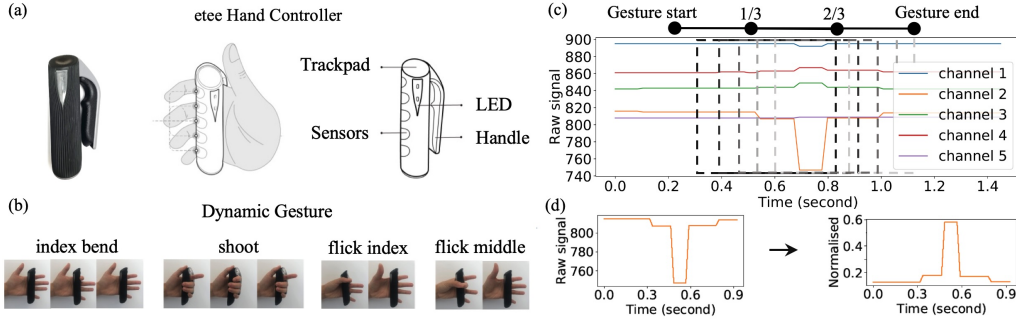 (a)
etee Hand Controller
Trackpad
LED
Sensors
Handle
(b)
Dynamic Gesture
index bend
shoot
flick index
flick middle
(c)
Gesture start
1/3
2/3
Gesture end
Raw signal
900
860
840
820
800
780
760
740
channel 1
channel 2
channel 3
channel 4
channel 5
0.0 0.2 0.4 0.6 0.8 1.0 1.2 1.4
Time (second)
(d)
Raw signal
800
780
760
0.0 0.3 0.6 0.9
Time (second)
Normalised
0.6
0.4
0.2
0.0 0.3 0.6 0.9
Time (second)